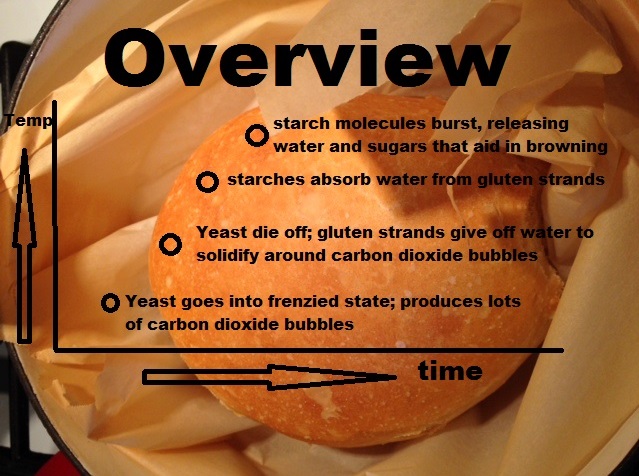 Overview
Temp
starch molecules burst, releasing
water and sugars that aid in browning
starches absorb water from gluten strands
Yeast die off; gluten strands give off water to
solidify around carbon dioxide bubbles
Yeast goes into frenzied state; produces lots
of carbon dioxide bubbles
time